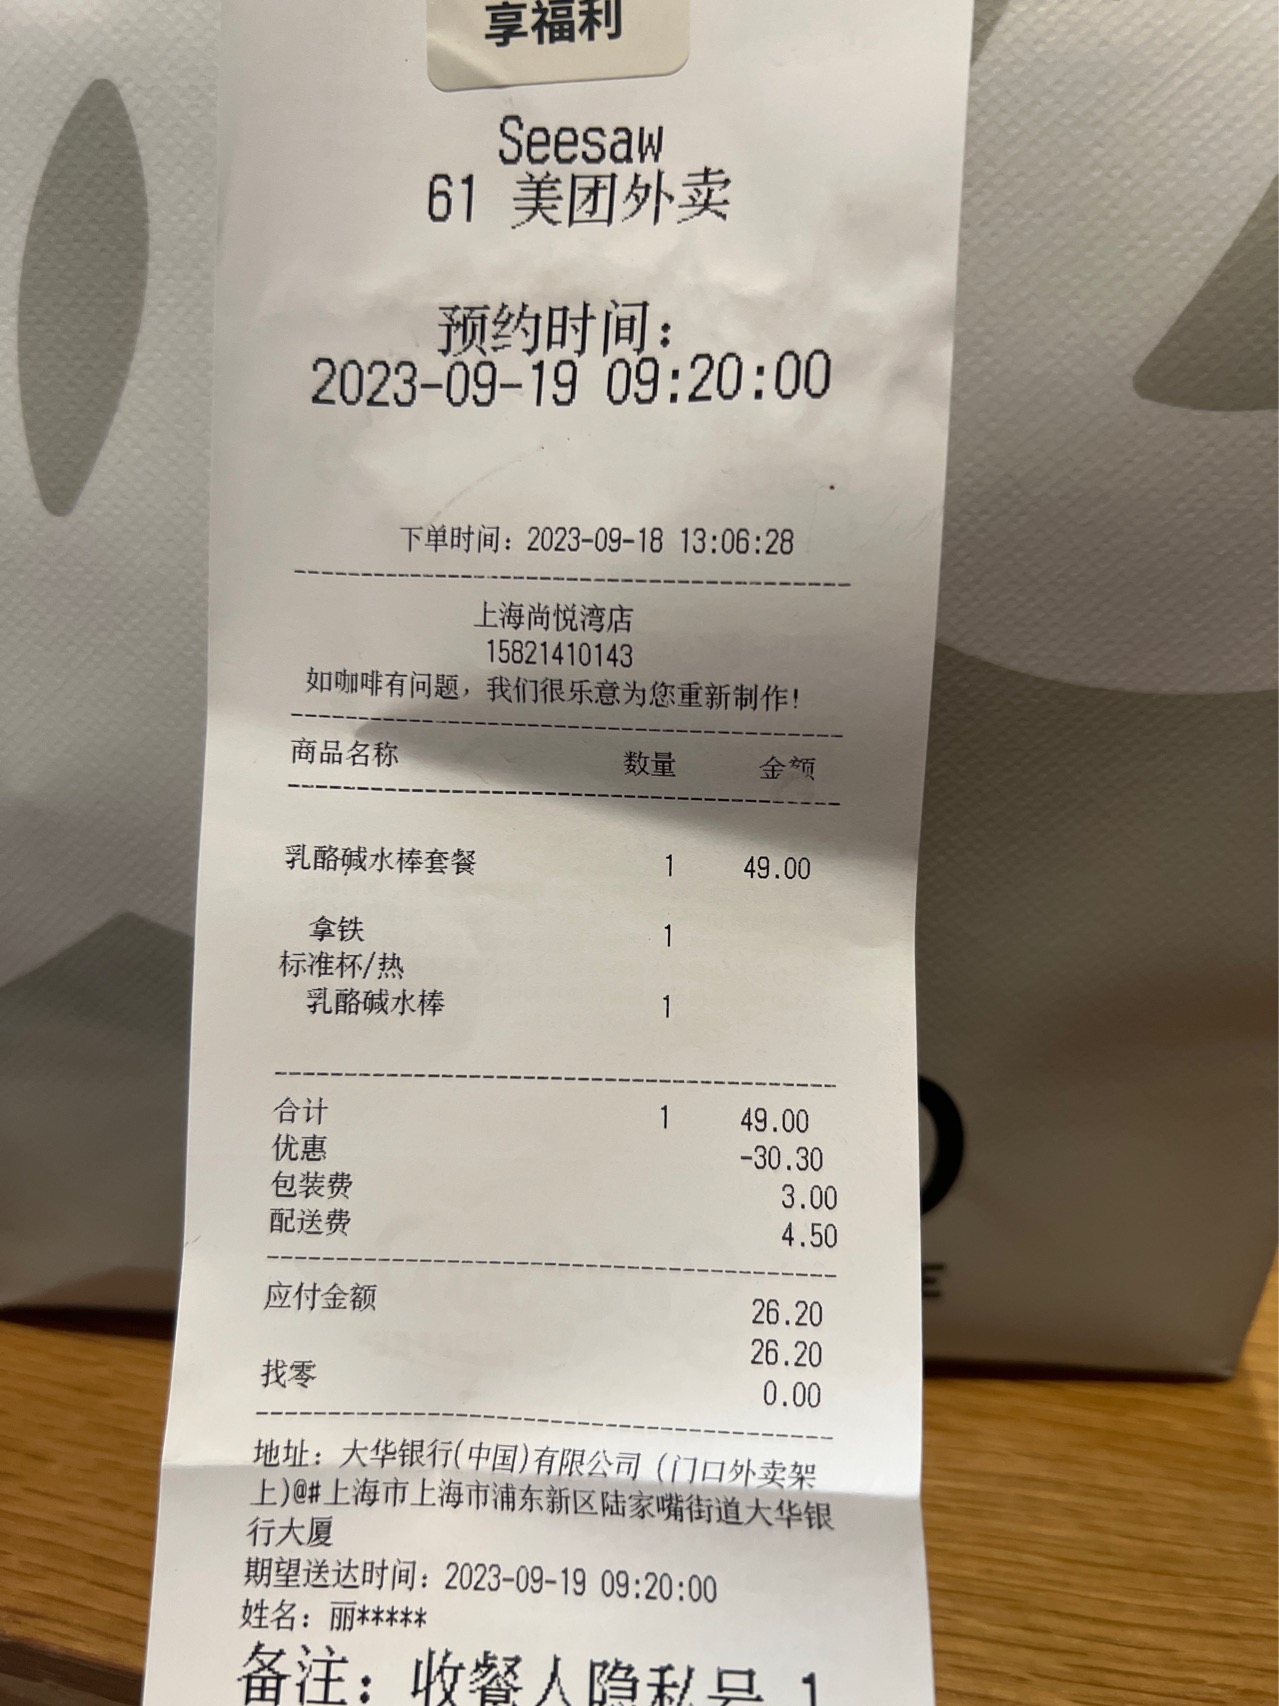 享福利
Seesaw
61 美团外卖
预约时间：
2023-09-19 09:20:00
下单时间：2023-09-18 13:06:28
上海尚悦湾店
15821410143
如咖啡有问题，我们很乐意为您重新制作！
商品名称 数量 金额
乳酪碱水棒套餐 1 49.00
拿铁 1
标准杯/热
乳酪碱水棒 1
合计 1 49.00
优惠 -30.30
包装费 3.00
配送费 4.50
应付金额 26.20
26.20
找零 0.00
地址：大华银行(中国)有限公司（门口外卖架
上)@#上海市上海市浦东新区陆家嘴街道大华银
行大厦
期望送达时间：2023-09-19 09:20:00
姓名：丽*****
备注：收餐人隐私号 1
E